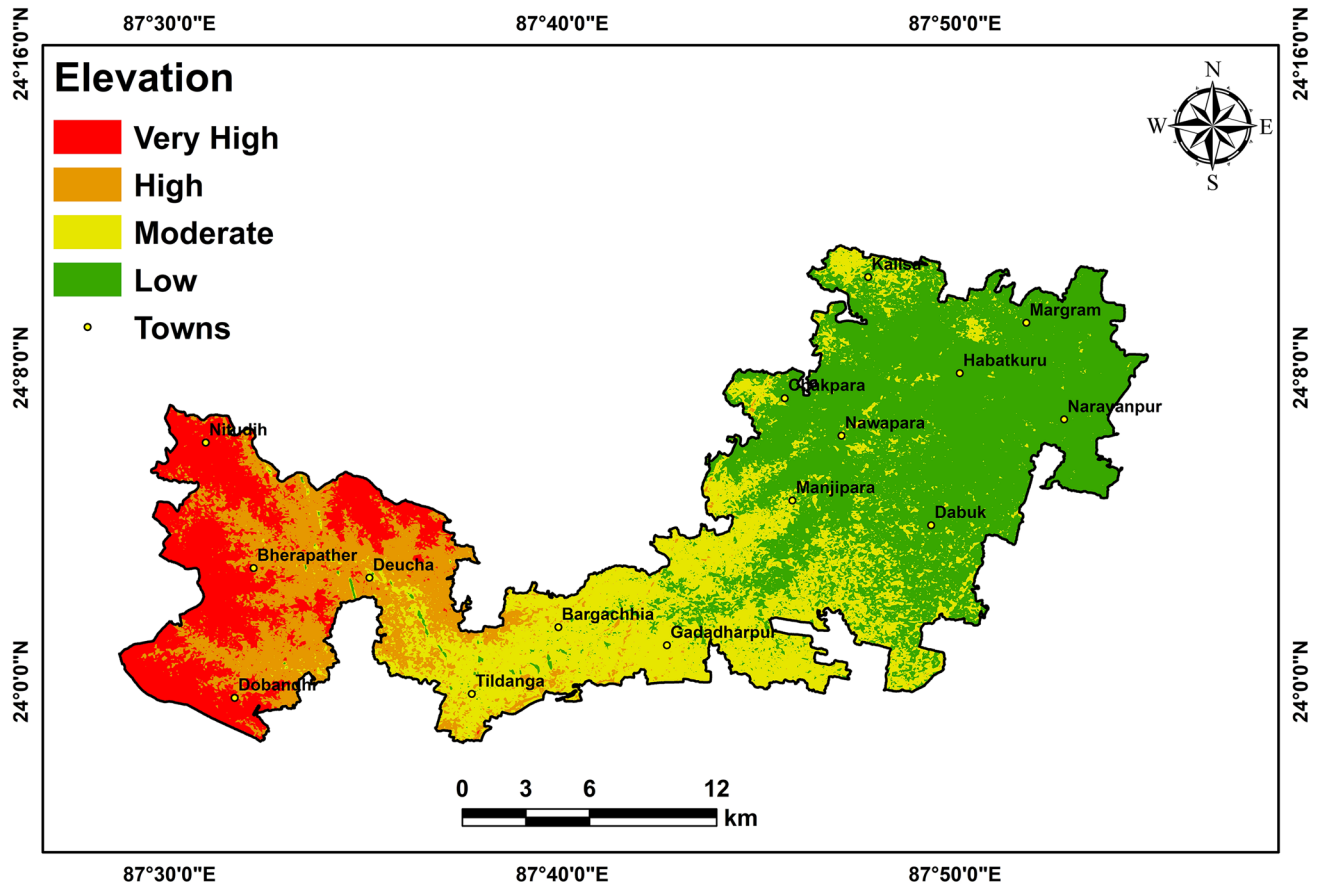 87°30'0"E 87°40'0"E 87°50'0"E
24°16'0"N 24°16'0"N
Elevation
Very High
High
Moderate
Low
Towns
N
W E
S
Kalisa
Margram
24°8'0"N 24°8'0"N
Habatkuru
Chakpara
Narayanpur
Nawapara
Nitudih
Manjipara
Dabuk
Bherapather
Deucha
Bargachhia
Gadadharpur
Tildanga
24°0'0"N 24°0'0"N
0 3 6 12
km
87°30'0"E 87°40'0"E 87°50'0"E